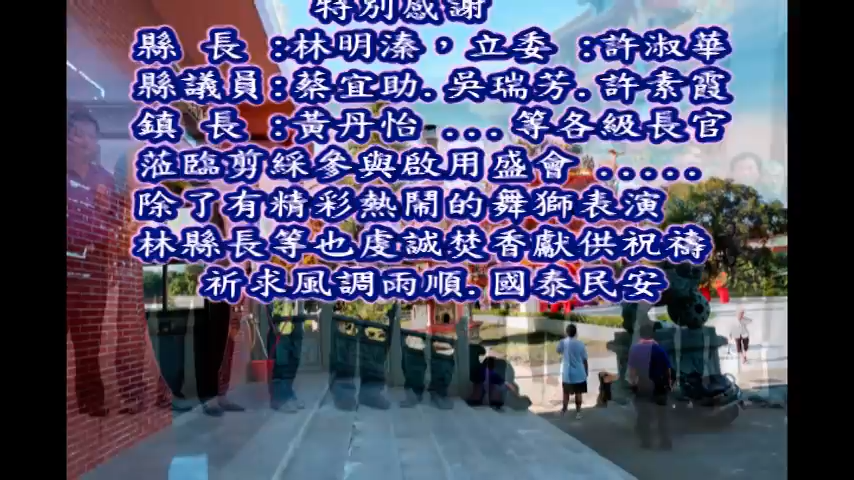 特別感謝
縣 長 :林明溱，立委 :許淑華
縣議員:蔡宜助.吳瑞芳.許素霞
鎮 長 :黃丹怡 ...等各級長官
蒞臨剪綵參與啟用盛會 .....
除了有精彩熱鬧的舞獅表演
林縣長等也虔誠焚香獻供祝禱
祈求風調雨順.國泰民安